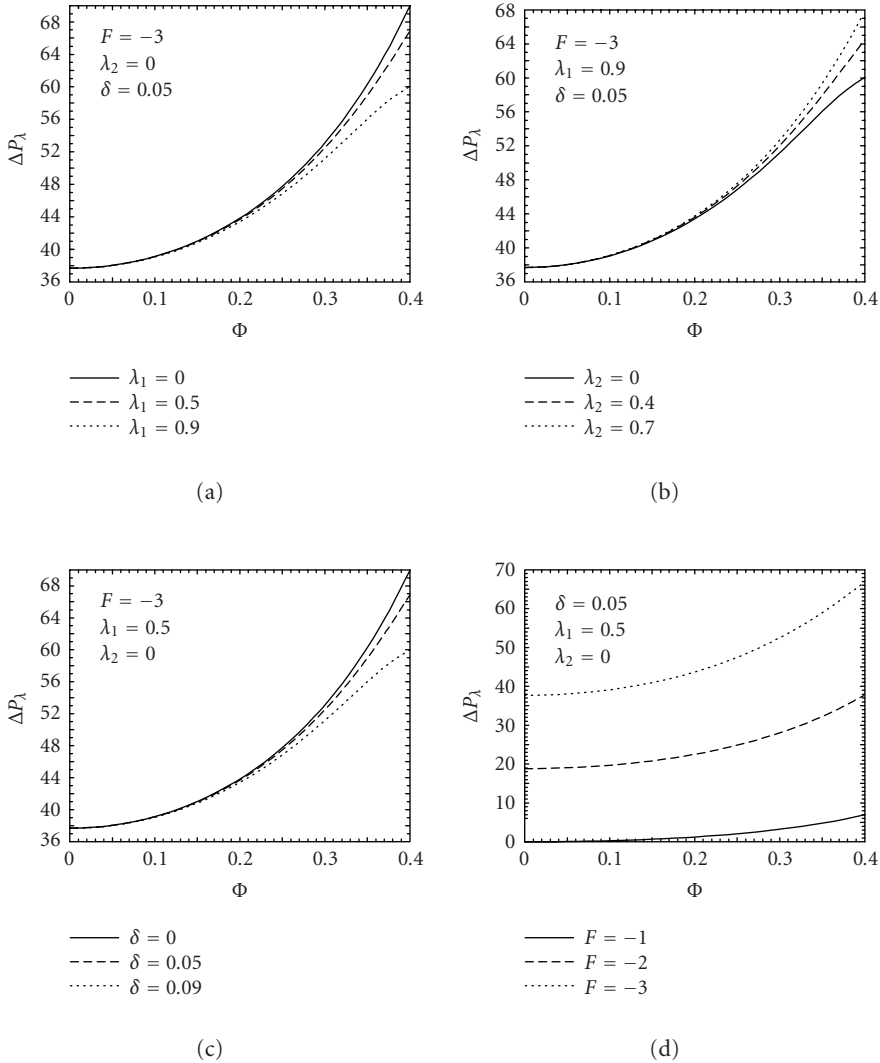 68
64
60
56
52
48
44
40
36
ΔP_λ
F = −3
λ₂ = 0
δ = 0.05
0 0.1 0.2 0.3 0.4
Φ
λ₁ = 0
λ₁ = 0.5
λ₁ = 0.9
(a)
68
64
60
56
52
48
44
40
36
ΔP_λ
F = −3
λ₁ = 0.9
δ = 0.05
0 0.1 0.2 0.3 0.4
Φ
λ₂ = 0
λ₂ = 0.4
λ₂ = 0.7
(b)
68
64
60
56
52
48
44
40
36
ΔP_λ
F = −3
λ₁ = 0.5
λ₂ = 0
0 0.1 0.2 0.3 0.4
Φ
δ = 0
δ = 0.05
δ = 0.09
(c)
70
60
50
40
30
20
10
0
ΔP_λ
δ = 0.05
λ₁ = 0.5
λ₂ = 0
0 0.1 0.2 0.3 0.4
Φ
F = −1
F = −2
F = −3
(d)